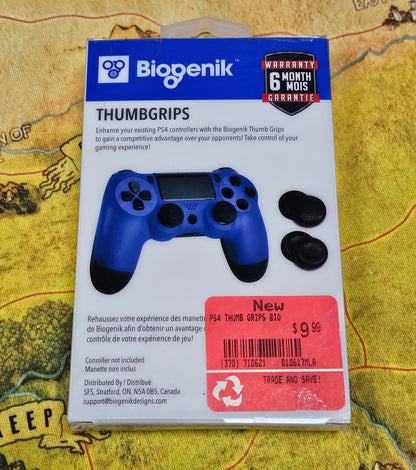 Biogenik™
WARRANTY
6 MONTH
MOIS
GARANTIE
THUMBGRIPS
Enhance your existing PS4 controllers with the Biogenik Thumb Grips
to gain a competitive advantage over your opponents! Take control of your
gaming experience!
Rehaussez votre expérience des manette
de Biogenik afin d'obtenir un avantage
contrôle de votre expérience de jeu!
New
PS4 THUMB GRIPS BIO
$9.99
(370) 710621 010617MLA
TRADE AND SAVE!
Controller not included
Manette non inclus
Distributed By / Distribué
SFS, Stratford, ON, N5A 0B5, Canada
support@biogenikdesigns.com
EEP
OF